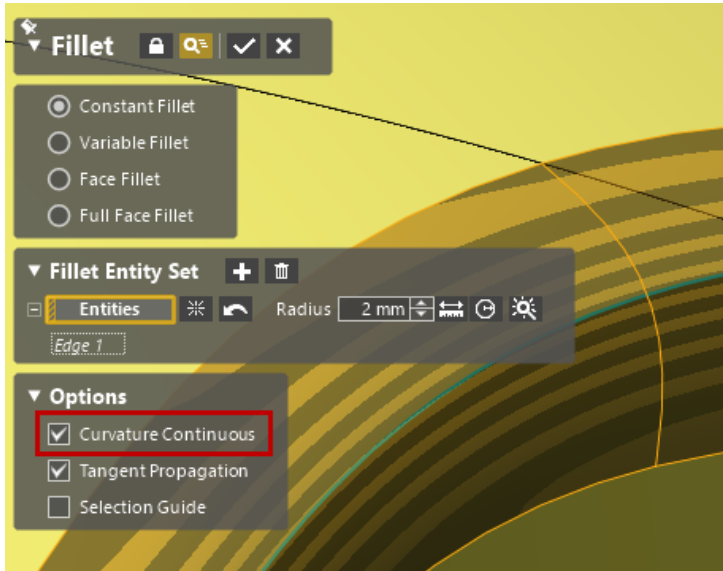 Fillet
Constant Fillet
Variable Fillet
Face Fillet
Full Face Fillet
Fillet Entity Set
Entities Radius 2 mm
Edge 1
Options
Curvature Continuous
Tangent Propagation
Selection Guide